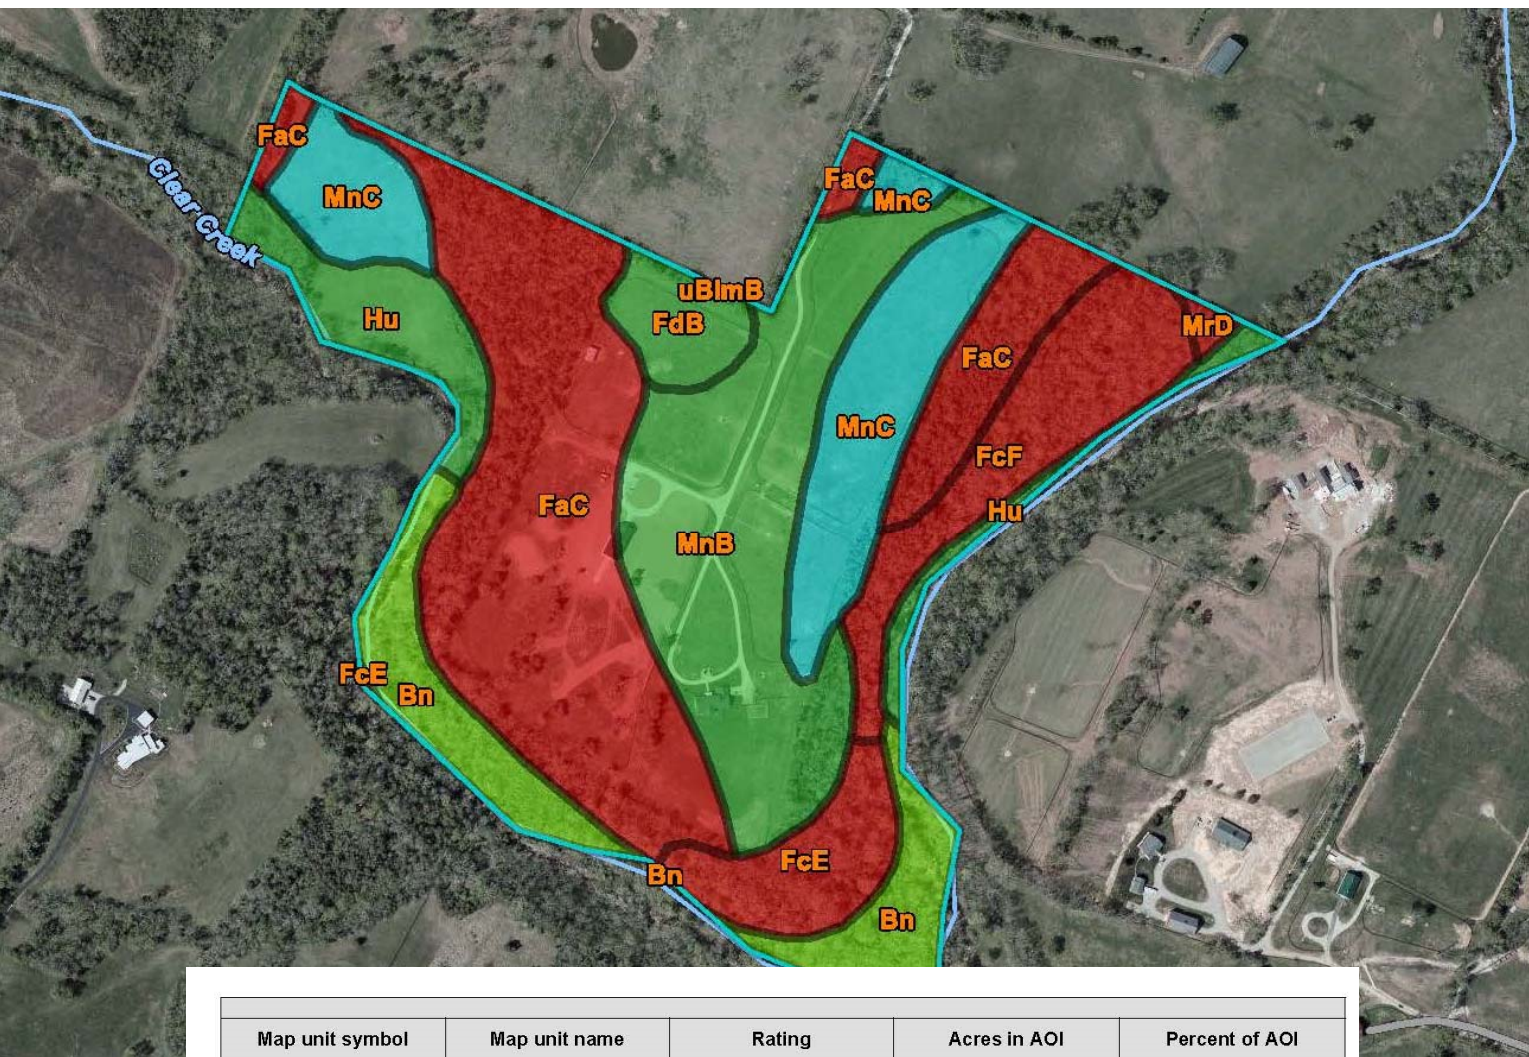 FaC
MnC
Clear Creek
Hu
FaC
MnC
uBlmB
FdB
MrD
FaC
MnC
FcF
Hu
FaC
MnB
FcE
Bn
Bn
FcE
Bn
Map unit symbol
Map unit name
Rating
Acres in AOI
Percent of AOI